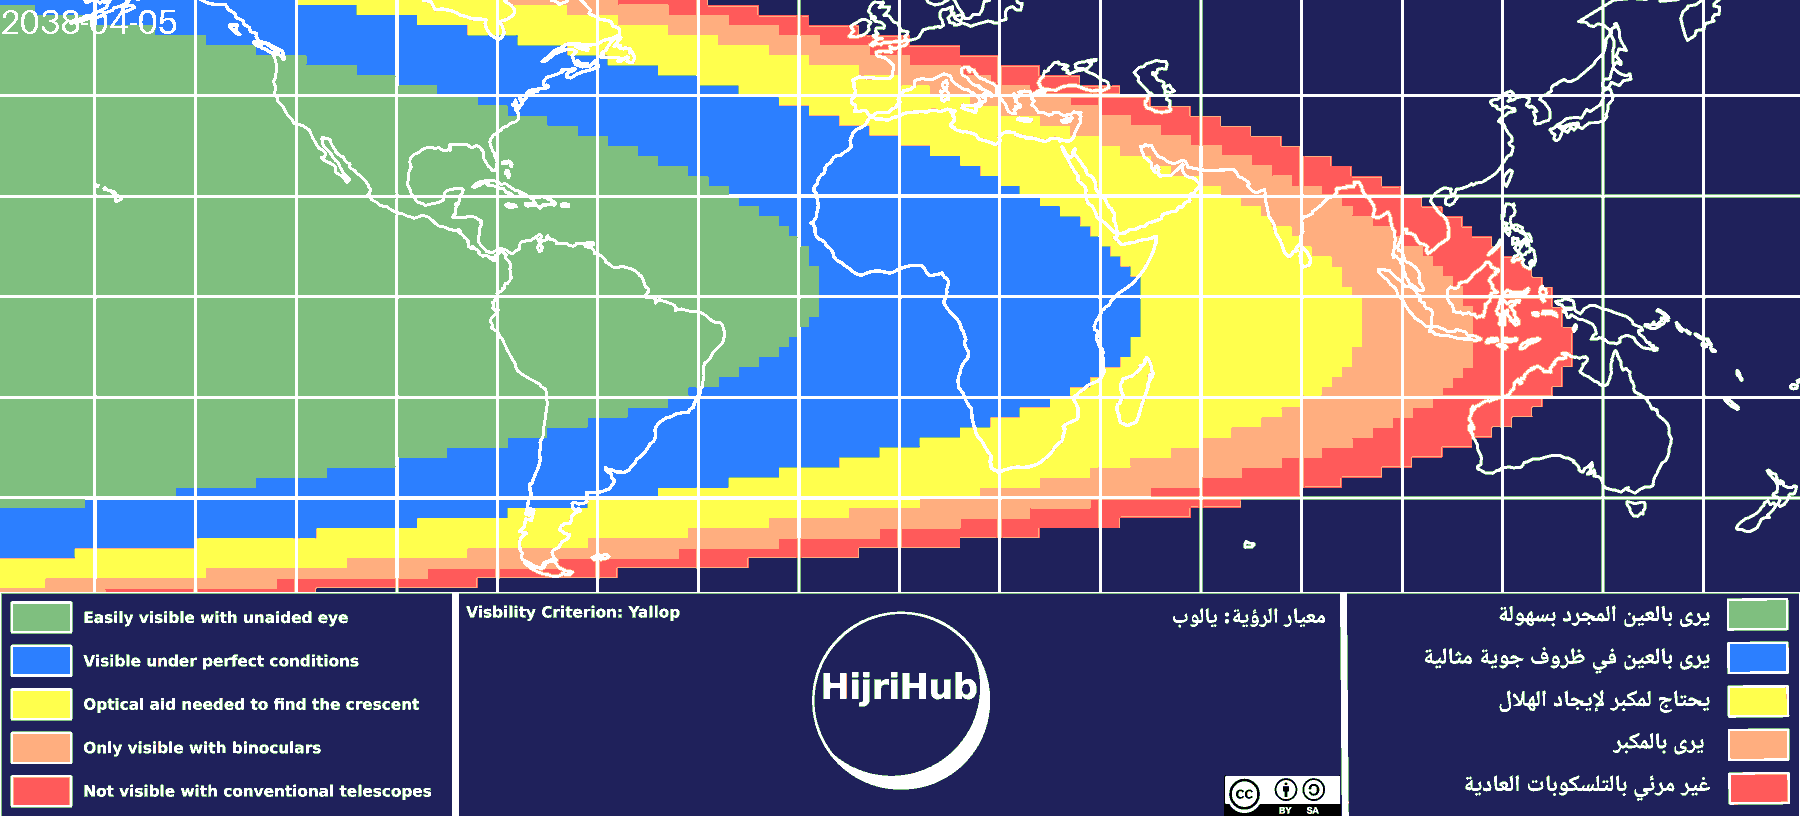 2038-04-05
Easily visible with unaided eye
Visible under perfect conditions
Optical aid needed to find the crescent
Only visible with binoculars
Not visible with conventional telescopes
Visbility Criterion: Yallop
معيار الرؤية: يالوب
HijriHub
cc
BY SA
يرى بالعين المجرد بسهولة
يرى بالعين في ظروف جوية مثالية
يحتاج لمكبر لإيجاد الهلال
يرى بالمكبر
غير مرئي بالتلسكوبات العادية